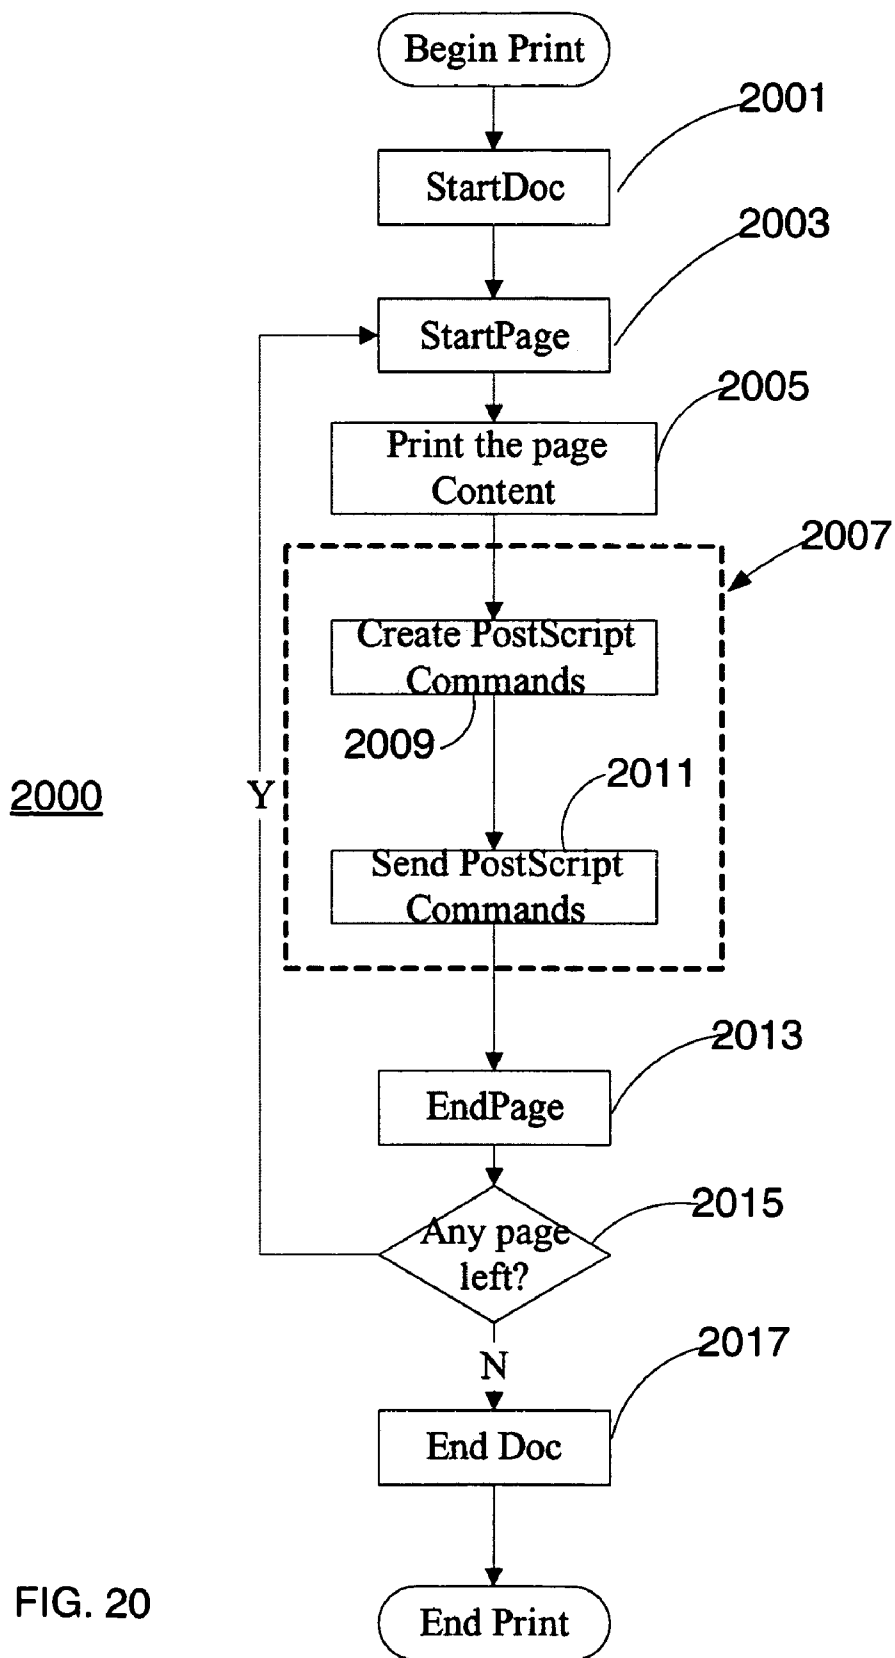 Begin Print
2001
StartDoc
2003
StartPage
2005
Print the page
Content
2007
Create PostScript
Commands
2009
2011
2000
Y
Send PostScript
Commands
2013
EndPage
2015
Any page
left?
2017
N
End Doc
FIG. 20
End Print